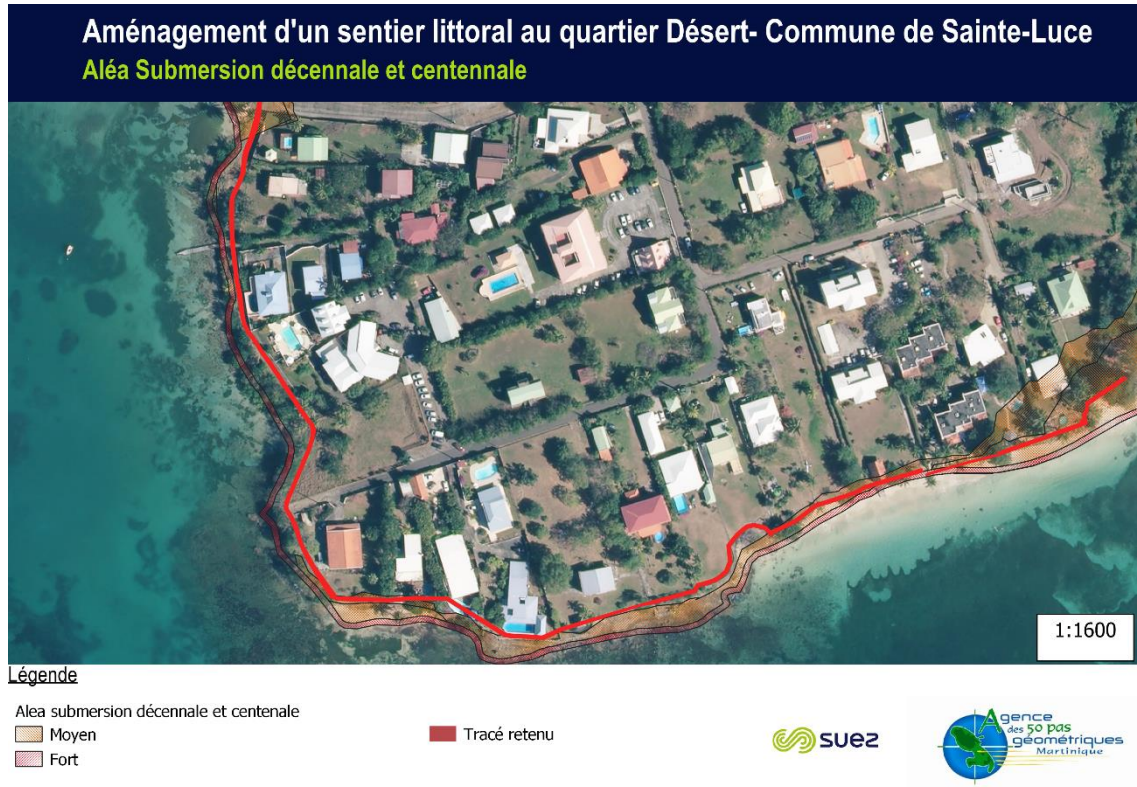 Aménagement d'un sentier littoral au quartier Désert- Commune de Sainte-Luce
Aléa Submersion décennale et centennale
1:1600
Légende
Alea submersion décennale et centenale
Moyen
Fort
Tracé retenu
suez
Agence
des 50 pas
géométriques
Martinique